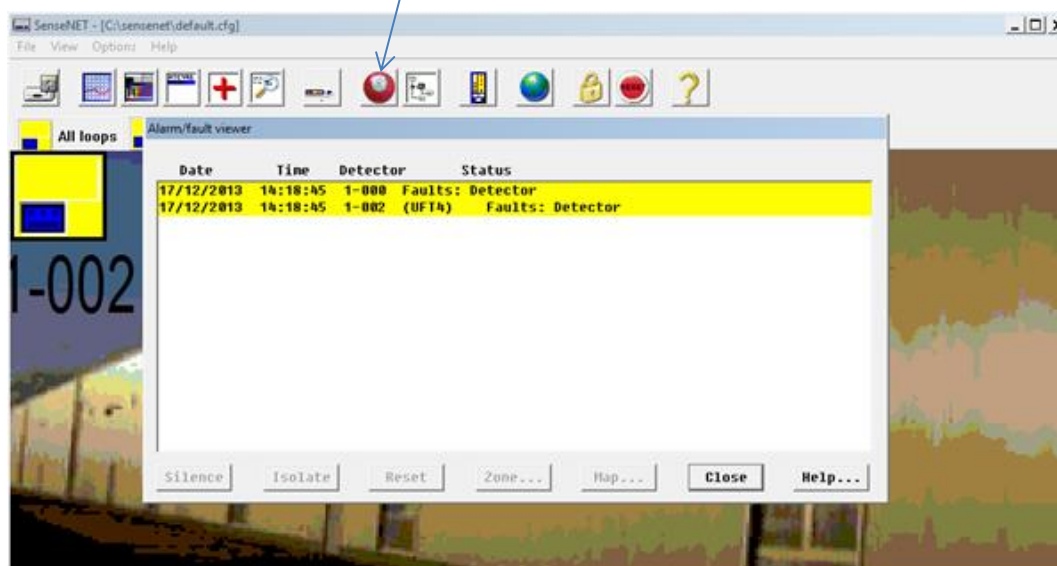 SenseNET - [C:\sensenet\default.cfg]
File View Options Help
All loops
Alarm/fault viewer
Date Time Detector Status
17/12/2013 14:18:45 1-000 Faults: Detector
17/12/2013 14:18:45 1-002 (UFT4) Faults: Detector
1-002
Silence Isolate Reset Zone... Map... Close Help...